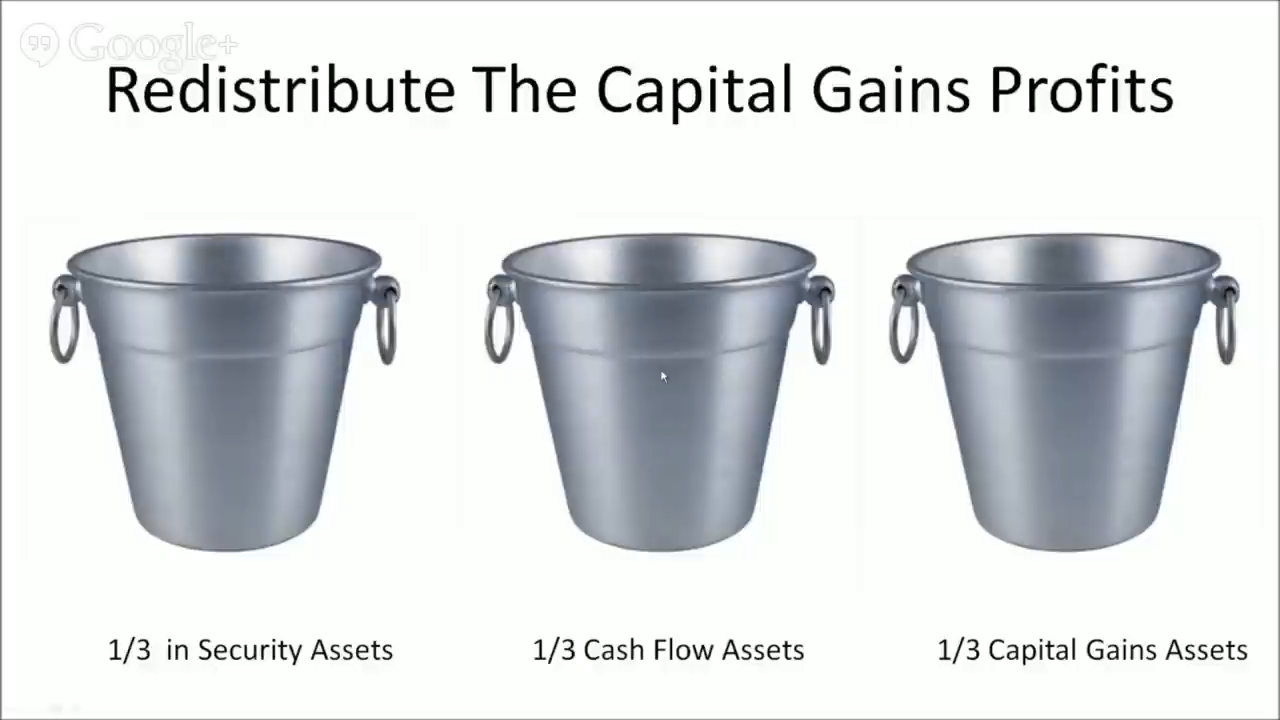 Google+
Redistribute The Capital Gains Profits
1/3 in Security Assets
1/3 Cash Flow Assets
1/3 Capital Gains Assets